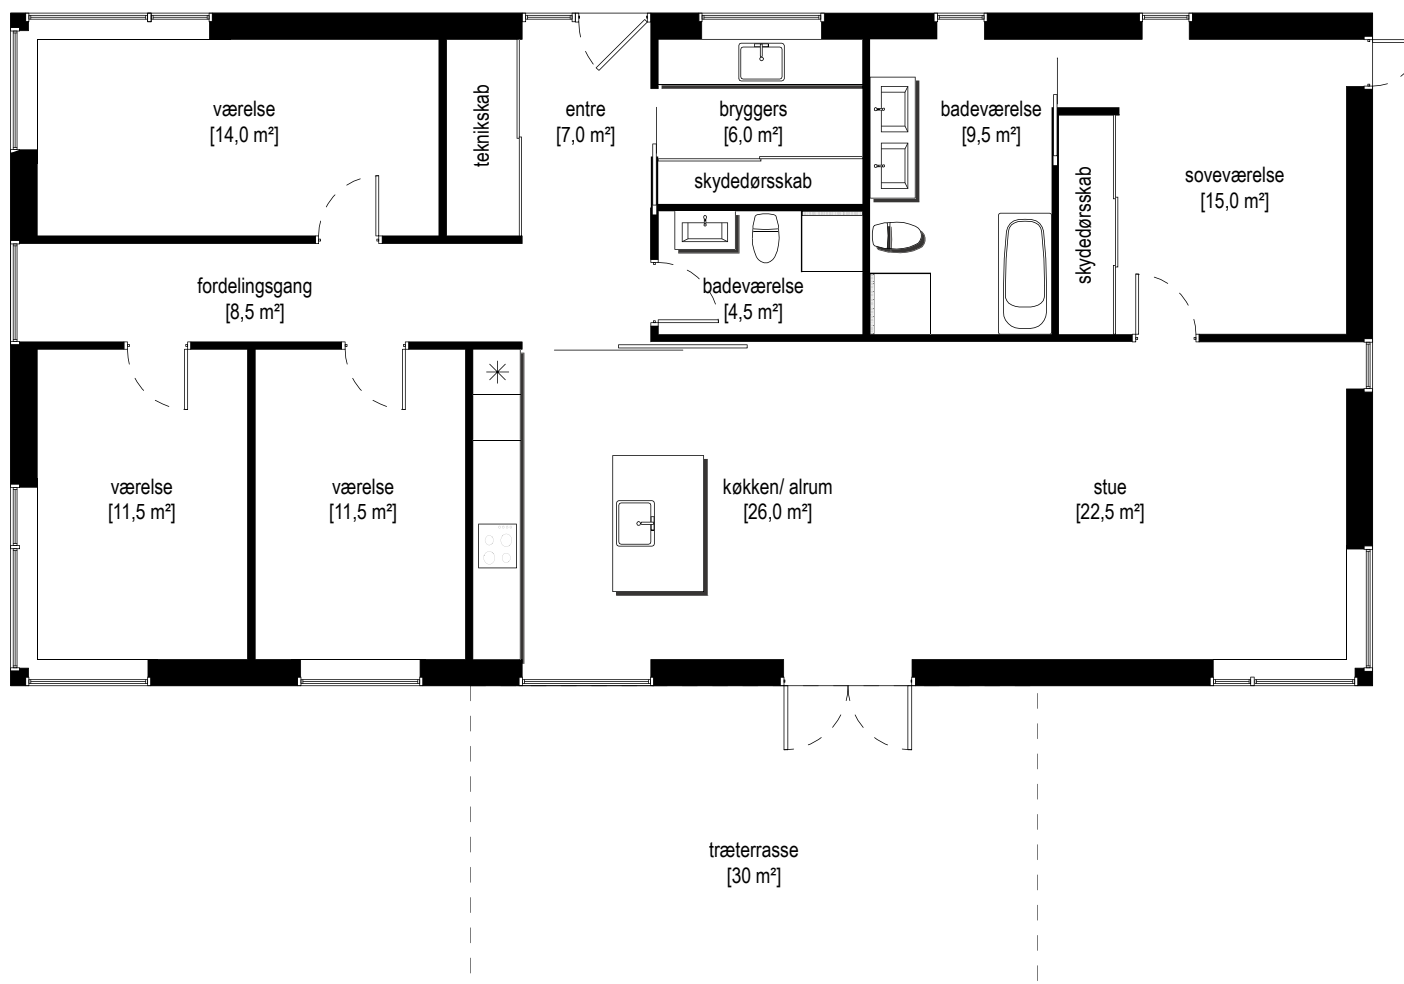 værelse
[14,0 m²]
teknikskab
entre
[7,0 m²]
bryggers
[6,0 m²]
skydedørsskab
badeværelse
[9,5 m²]
skydedørsskab
soveværelse
[15,0 m²]
fordelingsgang
[8,5 m²]
badeværelse
[4,5 m²]
værelse
[11,5 m²]
værelse
[11,5 m²]
køkken/ alrum
[26,0 m²]
stue
[22,5 m²]
træterrasse
[30 m²]